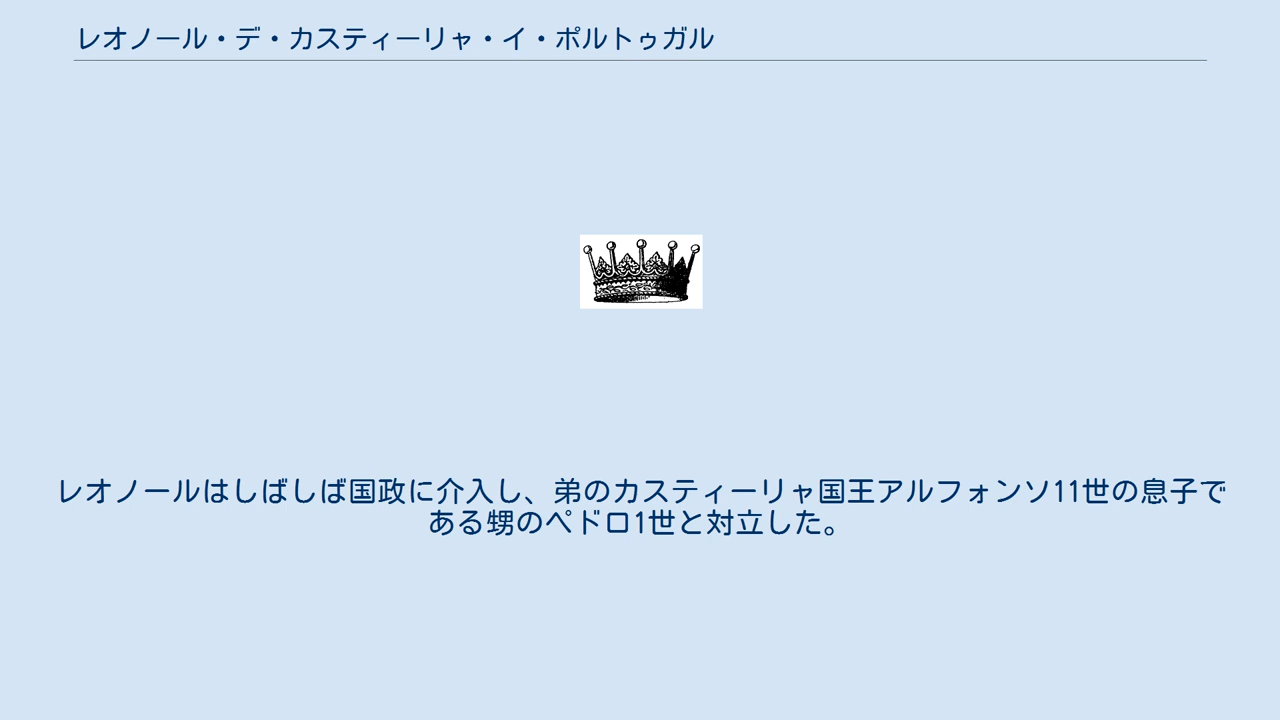 レオノール・デ・カスティーリャ・イ・ポルトゥガル
レオノールはしばしば国政に介入し、弟のカスティーリャ国王アルフォンソ11世の息子で
ある甥のペドロ1世と対立した。